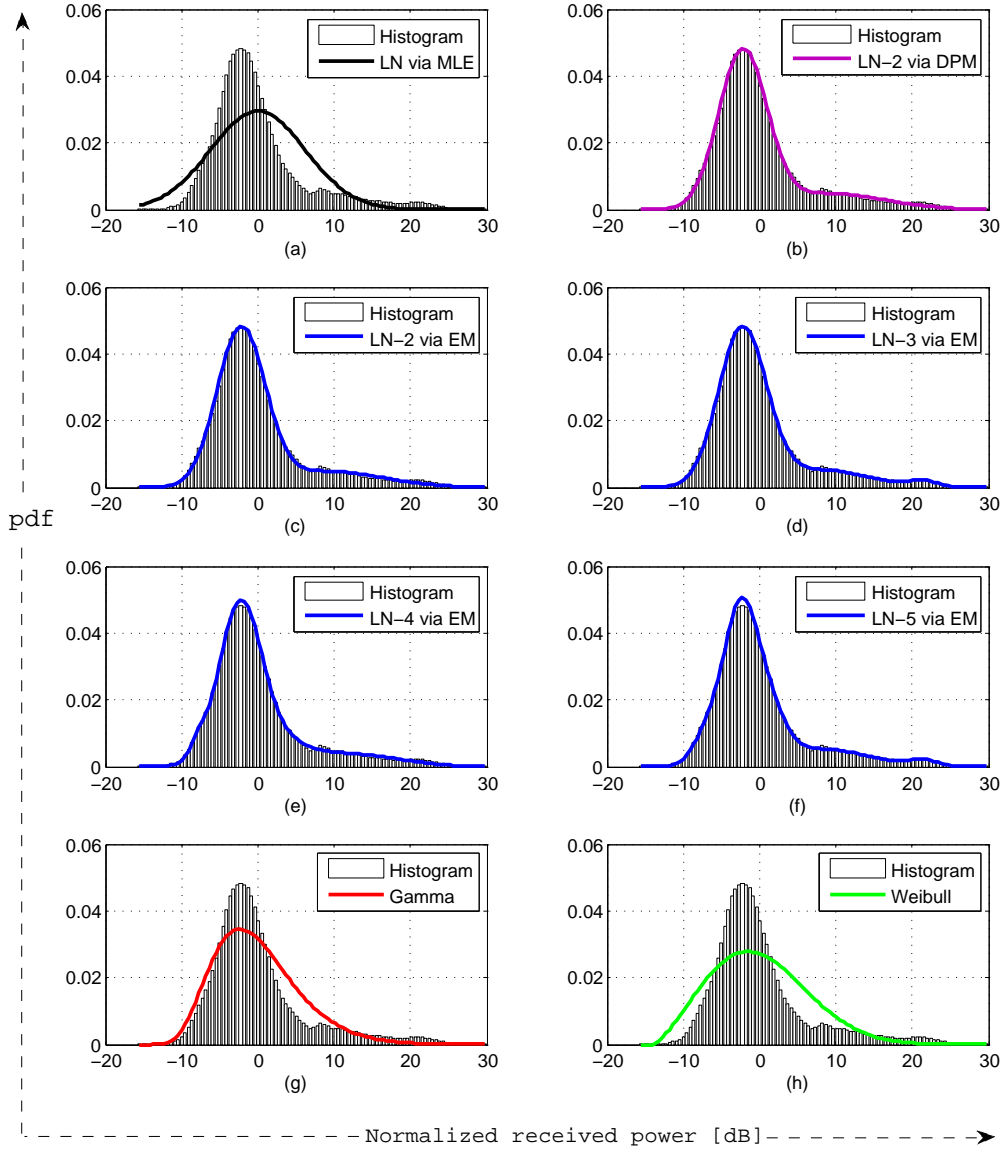 0.06
0.04
0.02
0
−20 −10 0 10 20 30
Histogram
LN via MLE
(a)
0.06
0.04
0.02
0
−20 −10 0 10 20 30
Histogram
LN−2 via DPM
(b)
0.06
0.04
0.02
0
−20 −10 0 10 20 30
Histogram
LN−2 via EM
(c)
0.06
0.04
0.02
0
−20 −10 0 10 20 30
Histogram
LN−3 via EM
(d)
pdf
0.06
0.04
0.02
0
−20 −10 0 10 20 30
Histogram
LN−4 via EM
(e)
0.06
0.04
0.02
0
−20 −10 0 10 20 30
Histogram
LN−5 via EM
(f)
0.06
0.04
0.02
0
−20 −10 0 10 20 30
Histogram
Gamma
(g)
0.06
0.04
0.02
0
−20 −10 0 10 20 30
Histogram
Weibull
(h)
Normalized received power [dB]